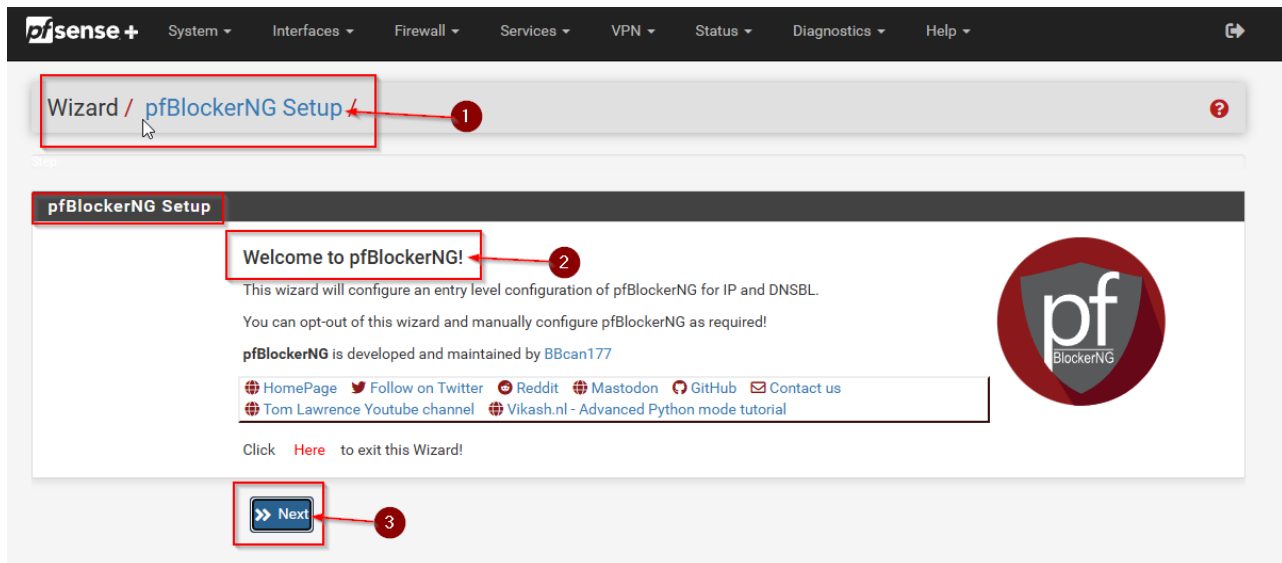 pfsense + System Interfaces Firewall Services VPN Status Diagnostics Help
Wizard / pfBlockerNG Setup /
1
?
Step
pfBlockerNG Setup
Welcome to pfBlockerNG!
2
This wizard will configure an entry level configuration of pfBlockerNG for IP and DNSBL.
You can opt-out of this wizard and manually configure pfBlockerNG as required!
pfBlockerNG is developed and maintained by BBcan177
HomePage Follow on Twitter Reddit Mastodon GitHub Contact us
Tom Lawrence Youtube channel Vikash.nl - Advanced Python mode tutorial
Click Here to exit this Wizard!
pf
BlockerNG
Next
3